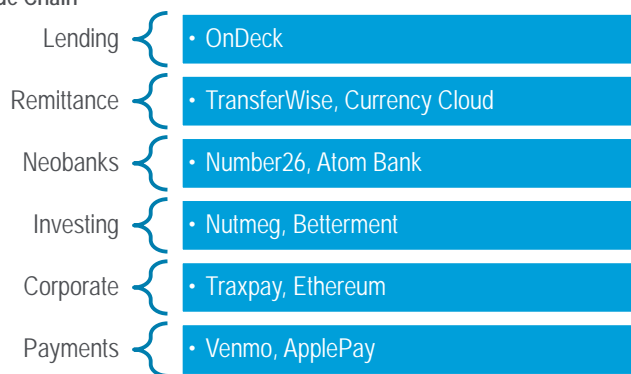 Chain
Lending
• OnDeck
Remittance
• TransferWise, Currency Cloud
Neobanks
• Number26, Atom Bank
Investing
• Nutmeg, Betterment
Corporate
• Traxpay, Ethereum
Payments
• Venmo, ApplePay